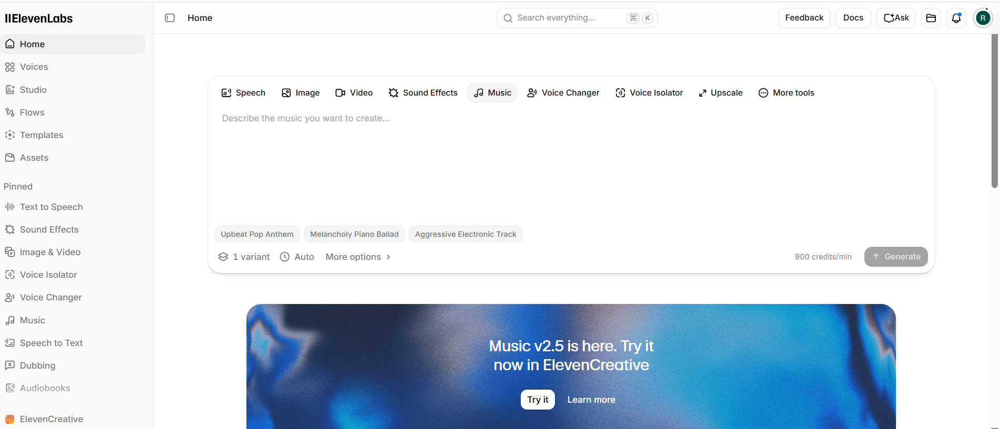 IIElevenLabs
Home
Voices
Studio
Flows
Templates
Assets
Pinned
Text to Speech
Sound Effects
Image & Video
Voice Isolator
Voice Changer
Music
Speech to Text
Dubbing
Audiobooks
ElevenCreative
Home
Search everything... ⌘ K
Feedback
Docs
Ask
R
Speech Image Video Sound Effects Music Voice Changer Voice Isolator Upscale More tools
Describe the music you want to create...
Upbeat Pop Anthem Melancholy Piano Ballad Aggressive Electronic Track
1 variant Auto More options 900 credits/min Generate
Music v2.5 is here. Try it
now in ElevenCreative
Try it Learn more